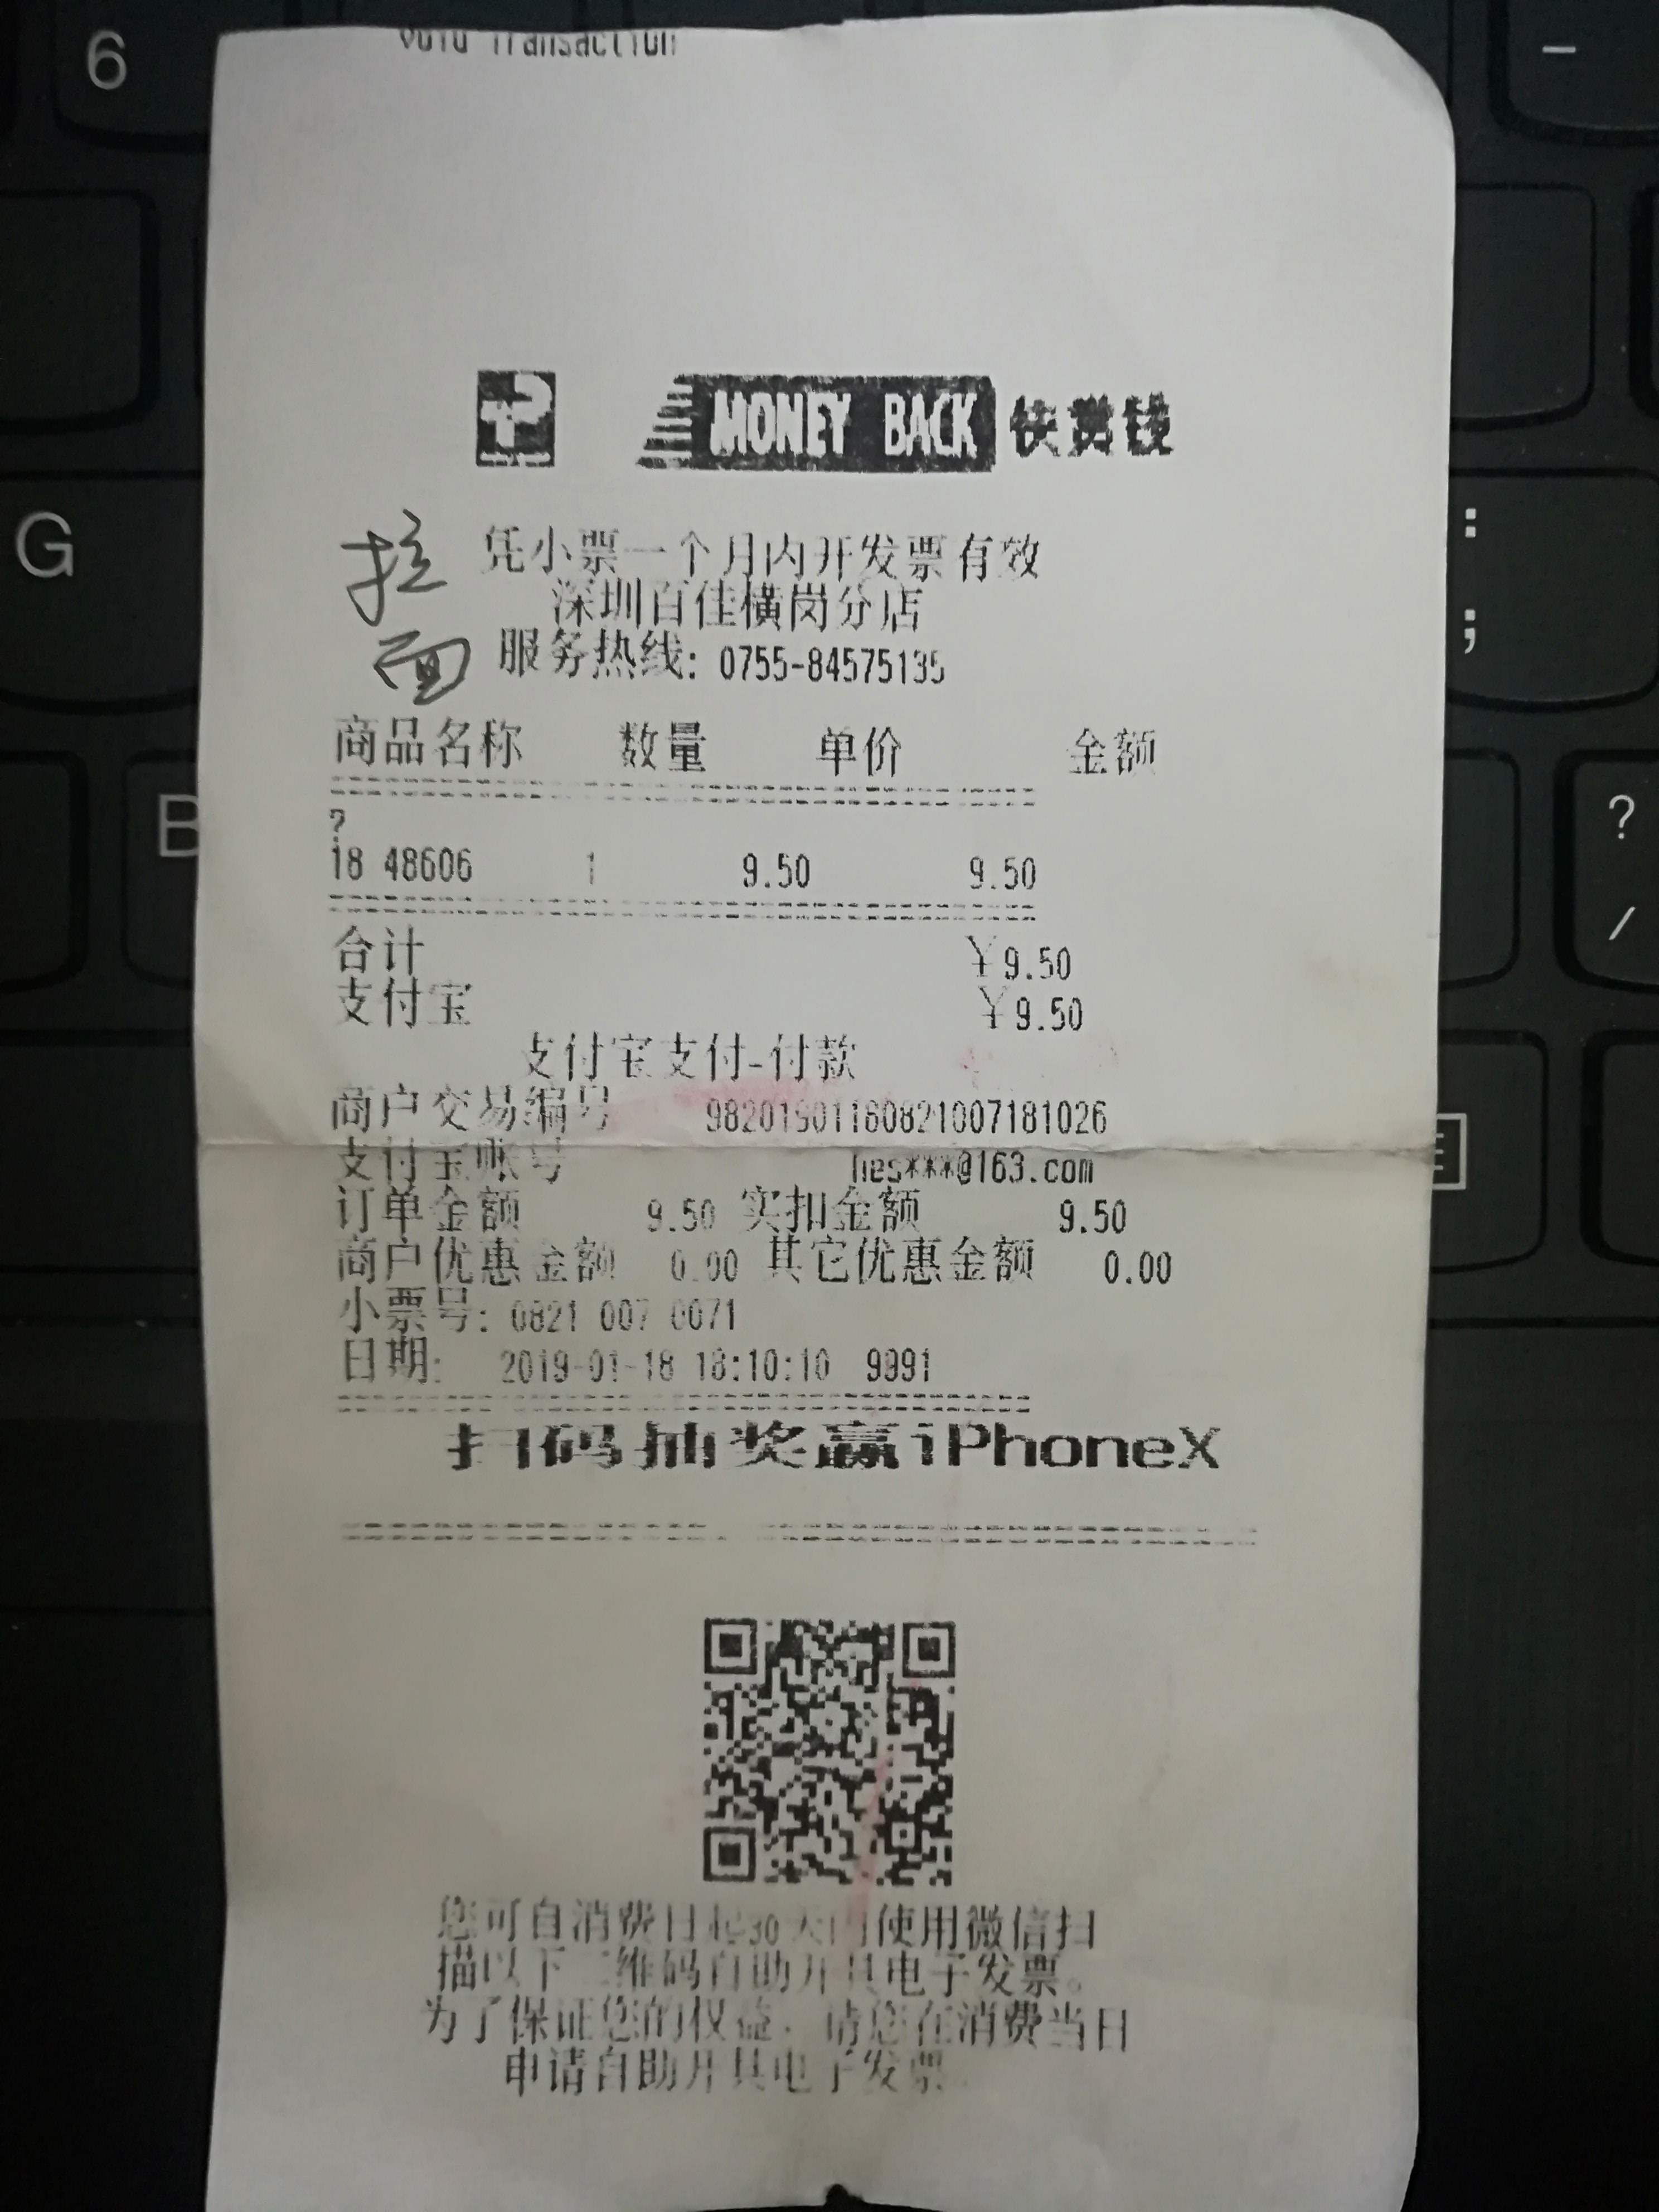 Void Transaction
MONEY BACK 快赏钱
拉面
凭小票一个月内开发票有效
深圳百佳横岗分店
服务热线: 0755-84575135
商品名称 数量 单价 金额
?
18 48606 1 9.50 9.50
合计 ¥9.50
支付宝 ¥9.50
支付宝支付-付款
商户交易编号 98201901180821007181026
支付宝账号 hes***@163.com
订单金额 9.50 实扣金额 9.50
商户优惠金额 0.00 其它优惠金额 0.00
小票号: 0821 007 0071
日期: 2019-01-18 18:10:10 9991
扫码抽奖赢iPhoneX
您可自消费日起30天内使用微信扫
描以下二维码自助开具电子发票。
为了保证您的权益, 请您在消费当日
申请自助开具电子发票
6
-
G
:
;
B
?
/